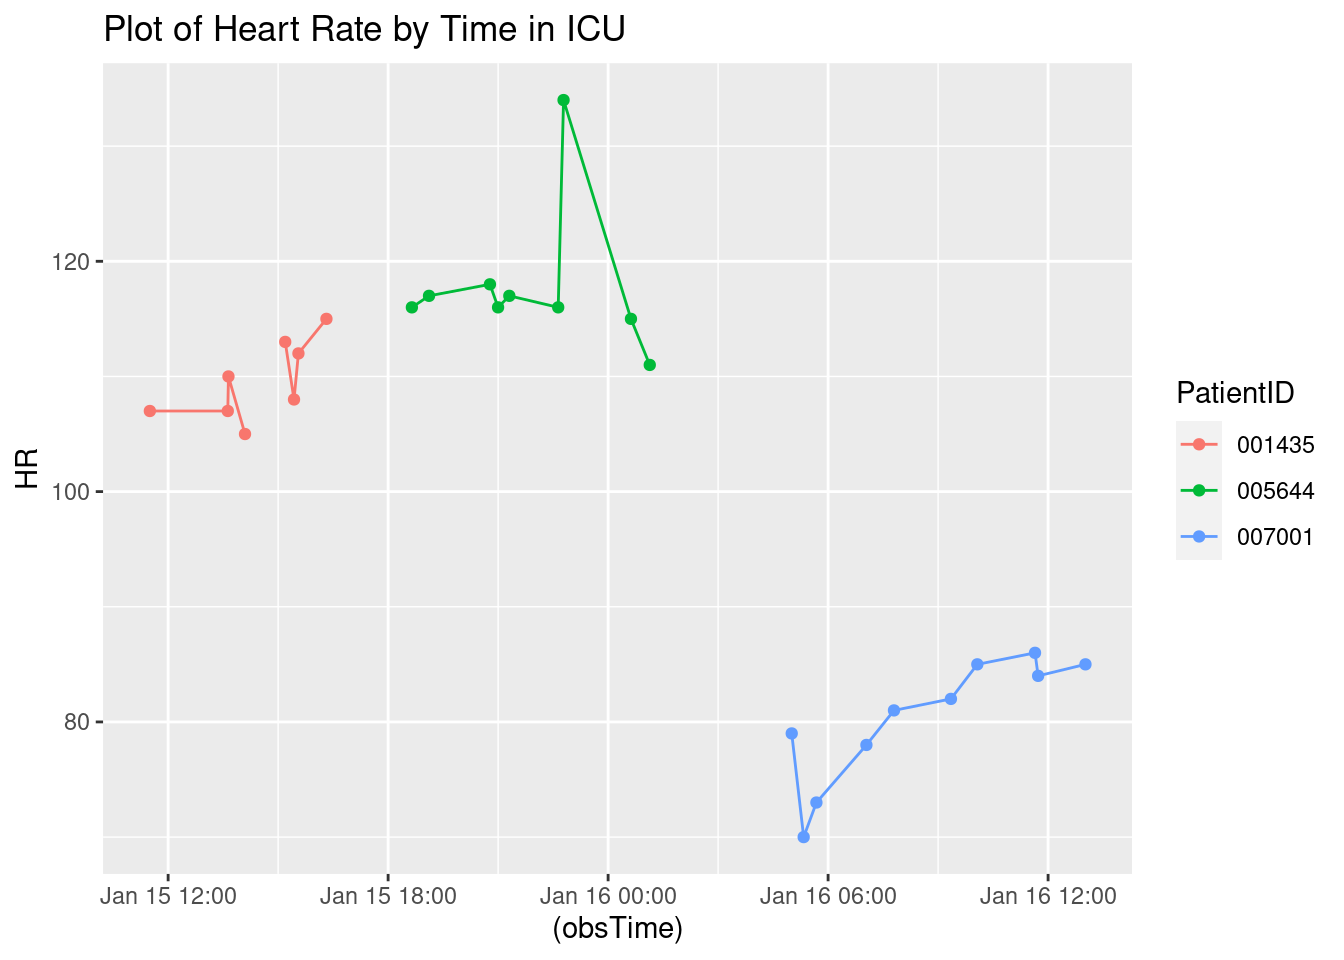 Plot of Heart Rate by Time in ICU
HR
120
100
80
Jan 15 12:00 Jan 15 18:00 Jan 16 00:00 Jan 16 06:00 Jan 16 12:00
(obsTime)
PatientID
001435
005644
007001